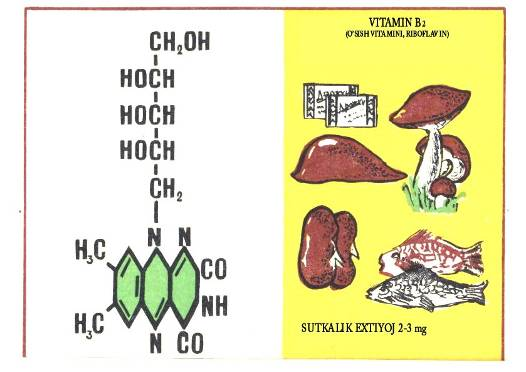 CH₂OH
HOCH
HOCH
HOCH
CH₂
N N
H₃C
CO
NH
H₃C
N CO
VITAMIN B2
(O'SISH VITAMINI, RIBOFLAVIN)
SUTKALIK EXTIYOJ 2-3 mg